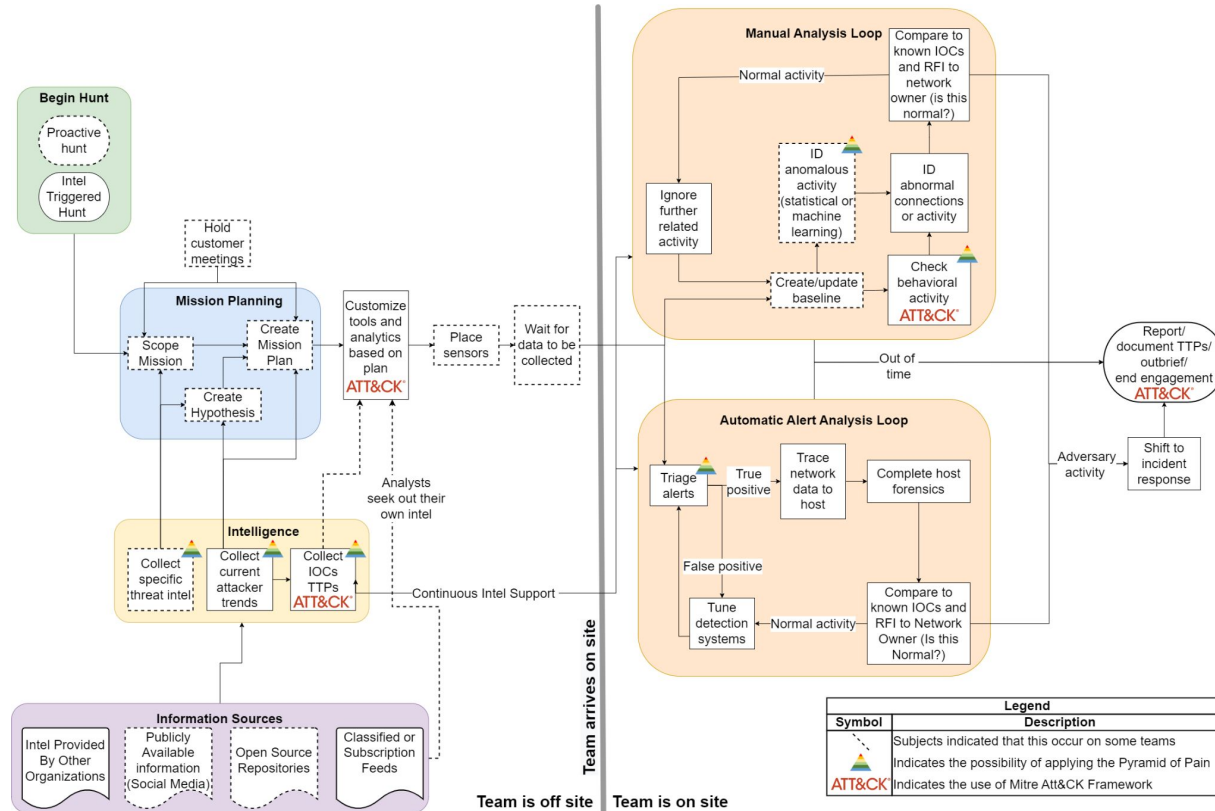 Begin Hunt
Proactive
hunt
Intel
Triggered
Hunt
Hold
customer
meetings
Mission Planning
Scope
Mission
Create
Mission
Plan
Create
Hypothesis
Customize
tools and
analytics
based on
plan
ATT&CK®
Place
sensors
Wait for
data to be
collected
Analysts
seek out their
own intel
Intelligence
Collect
specific
threat intel
Collect
current
attacker
trends
Collect
IOCs
TTPs
ATT&CK®
Continuous Intel Support
Information Sources
Intel Provided
By Other
Organizations
Publicly
Available
information
(Social Media)
Open Source
Repositories
Classified or
Subscription
Feeds
Team arrives on site
Team is off site
Team is on site
Manual Analysis Loop
Compare to
known IOCs
and RFI to
network
owner (is this
normal?)
Normal activity
Ignore
further
related
activity
ID
anomalous
activity
(statistical or
machine
learning)
ID
abnormal
connections
or activity
Create/update
baseline
Check
behavioral
activity
ATT&CK®
Out of
time
Report/
document TTPs/
outbrief/
end engagement
ATT&CK®
Automatic Alert Analysis Loop
Triage
alerts
True
positive
Trace
network
data to
host
Complete host
forensics
False positive
Tune
detection
systems
Normal activity
Compare to
known IOCs and
RFI to Network
Owner (Is this
Normal?)
Adversary
activity
Shift to
incident
response
Legend
Symbol Description
Subjects indicated that this occur on some teams
Indicates the possibility of applying the Pyramid of Pain
ATT&CK® Indicates the use of Mitre Att&CK Framework